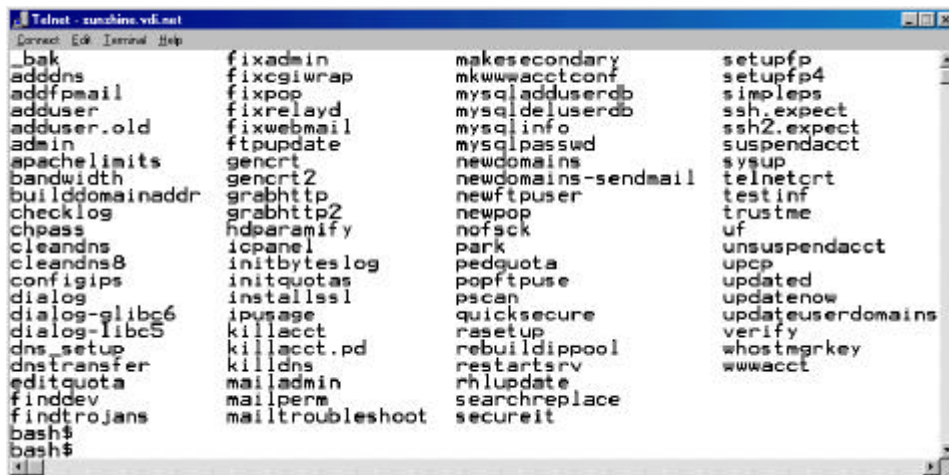 Telnet - sunshine.vdi.net
Connect Edit Terminal Help
_bak fixadmin makesecondary setupfp
adddns fixcgiwrap mkwwwacctconf setupfp4
addfpmail fixpop mysqladduserdb simpleps
adduser fixrelayd mysqldeluserdb ssh.expect
adduser.old fixwebmail mysqlinfo ssh2.expect
admin ftpupdate mysqlpasswd suspendacct
apachelimits gencrt newdomains sysup
bandwidth gencrt2 newdomains-sendmail telnetcrt
builddomainaddr grabhttp newftpuser testinf
checklog grabhttp2 newpop trustme
chpass hdparamify nofsck uf
cleandns icpanel park unsuspendacct
cleandns8 initbyteslog pedquota upcp
configips initquotas popftpuse updated
dialog installssl pscan updatenow
dialog-glibc6 ipusage quicksecure updateuserdomains
dialog-libc5 killacct rasetup verify
dns_setup killacct.pd rebuildippool whostmgrkey
dnstransfer killdns restartsrv wwwacct
editquota mailadmin rhlupdate
finddev mailperm searchreplace
findtrojans mailtroubleshoot secureit
bash$
bash$